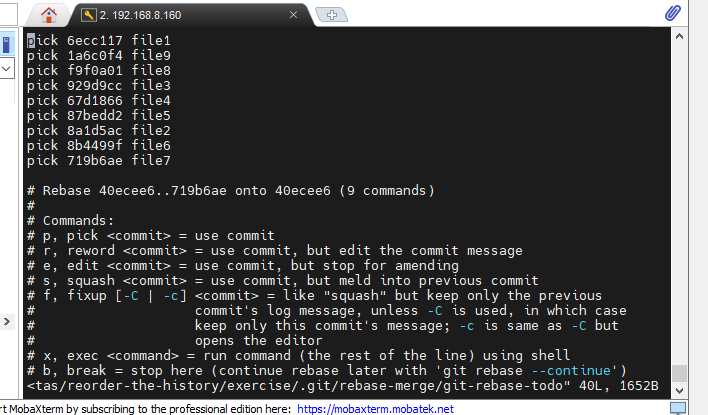 2. 192.168.8.160
pick 6ecc117 file1
pick 1a6c0f4 file9
pick f9f0a01 file8
pick 929d9cc file3
pick 67d1866 file4
pick 87bedd2 file5
pick 8a1d5ac file2
pick 8b4499f file6
pick 719b6ae file7
# Rebase 40ecee6..719b6ae onto 40ecee6 (9 commands)
#
# Commands:
# p, pick <commit> = use commit
# r, reword <commit> = use commit, but edit the commit message
# e, edit <commit> = use commit, but stop for amending
# s, squash <commit> = use commit, but meld into previous commit
# f, fixup [-C | -c] <commit> = like "squash" but keep only the previous
#                    commit's log message, unless -C is used, in which case
#                    keep only this commit's message; -c is same as -C but
#                    opens the editor
# x, exec <command> = run command (the rest of the line) using shell
# b, break = stop here (continue rebase later with 'git rebase --continue')
<tas/reorder-the-history/exercise/.git/rebase-merge/git-rebase-todo" 40L, 1652B
rt MobaXterm by subscribing to the professional edition here: https://mobaxterm.mobatek.net